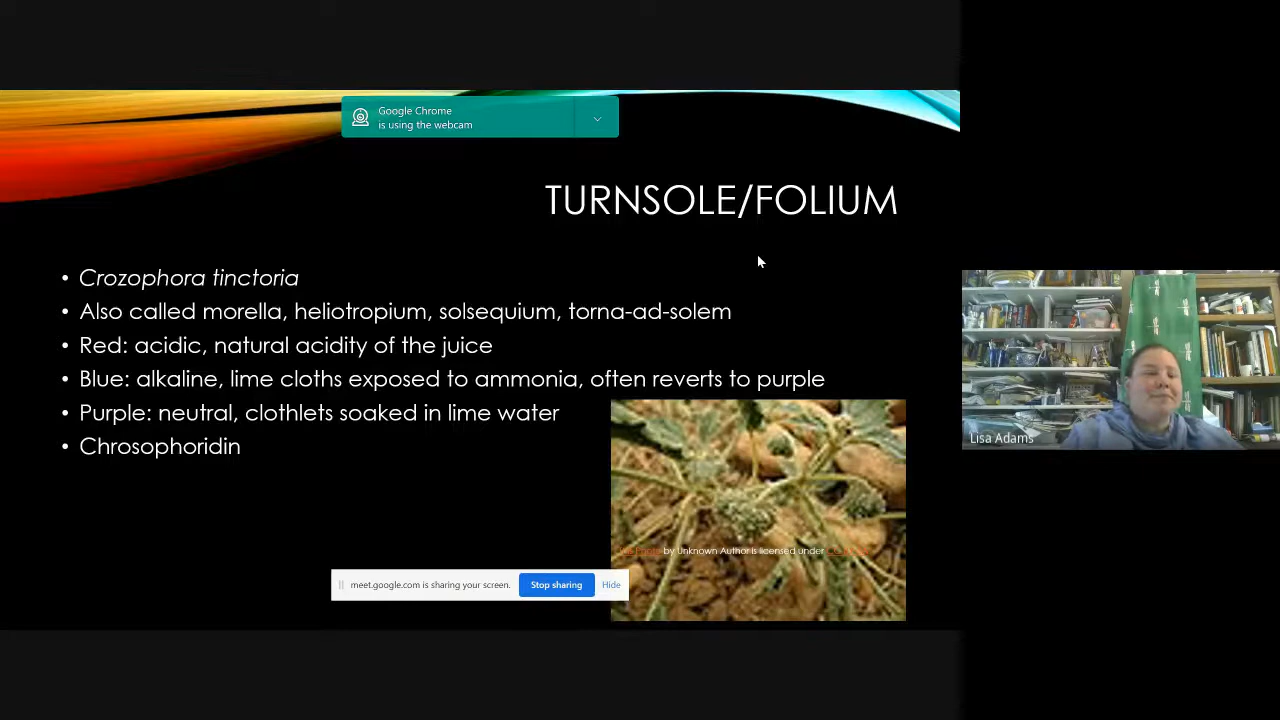 Google Chrome
is using the webcam
TURNSOLE/FOLIUM
• Crozophora tinctoria
• Also called morella, heliotropium, solsequium, torna-ad-solem
• Red: acidic, natural acidity of the juice
• Blue: alkaline, lime cloths exposed to ammonia, often reverts to purple
• Purple: neutral, clothlets soaked in lime water
• Chrosophoridin
Lisa Adams
by Unknown Author is licensed under
meet.google.com is sharing your screen.
Stop sharing
Hide